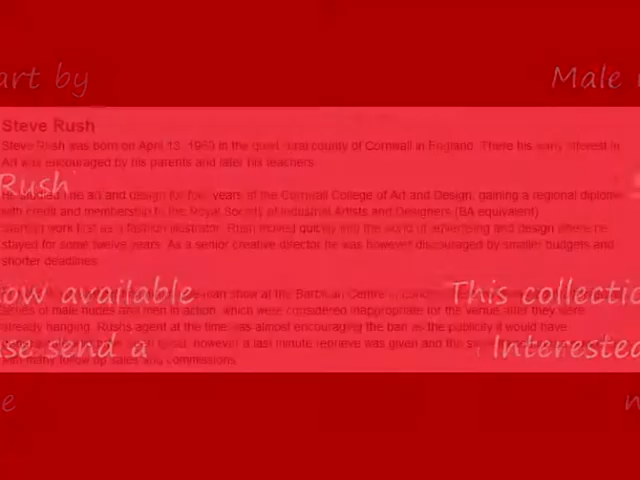 art by
Male
Steve Rush
Steve Rush was born on April 13, 1969 in the quiet rural county of Cornwall in England. There his early interest in
Art was encouraged by his parents and later his teachers.
Rush
He studied fine art and design for four years at the Cornwall College of Art and Design, gaining a regional diploma
with credit and membership to the Royal Society of Industrial Artists and Designers (BA equivalent)
starting work first as a fashion illustrator. Rush moved quickly into the world of advertising and design where he
stayed for some twelve years. As a senior creative director he was however discouraged by smaller budgets and
shorter deadlines.
now available
This collectio
show at the Barbican Centre in
series of male nudes and men in action, which were considered inappropriate for the venue, after they were
already hanging. Rushs agent at the time was almost encouraging the ban as the publicity it would have
ase send a
Interested
however a last minute reprieve was given and the
with many follow up sales and commissions.
e